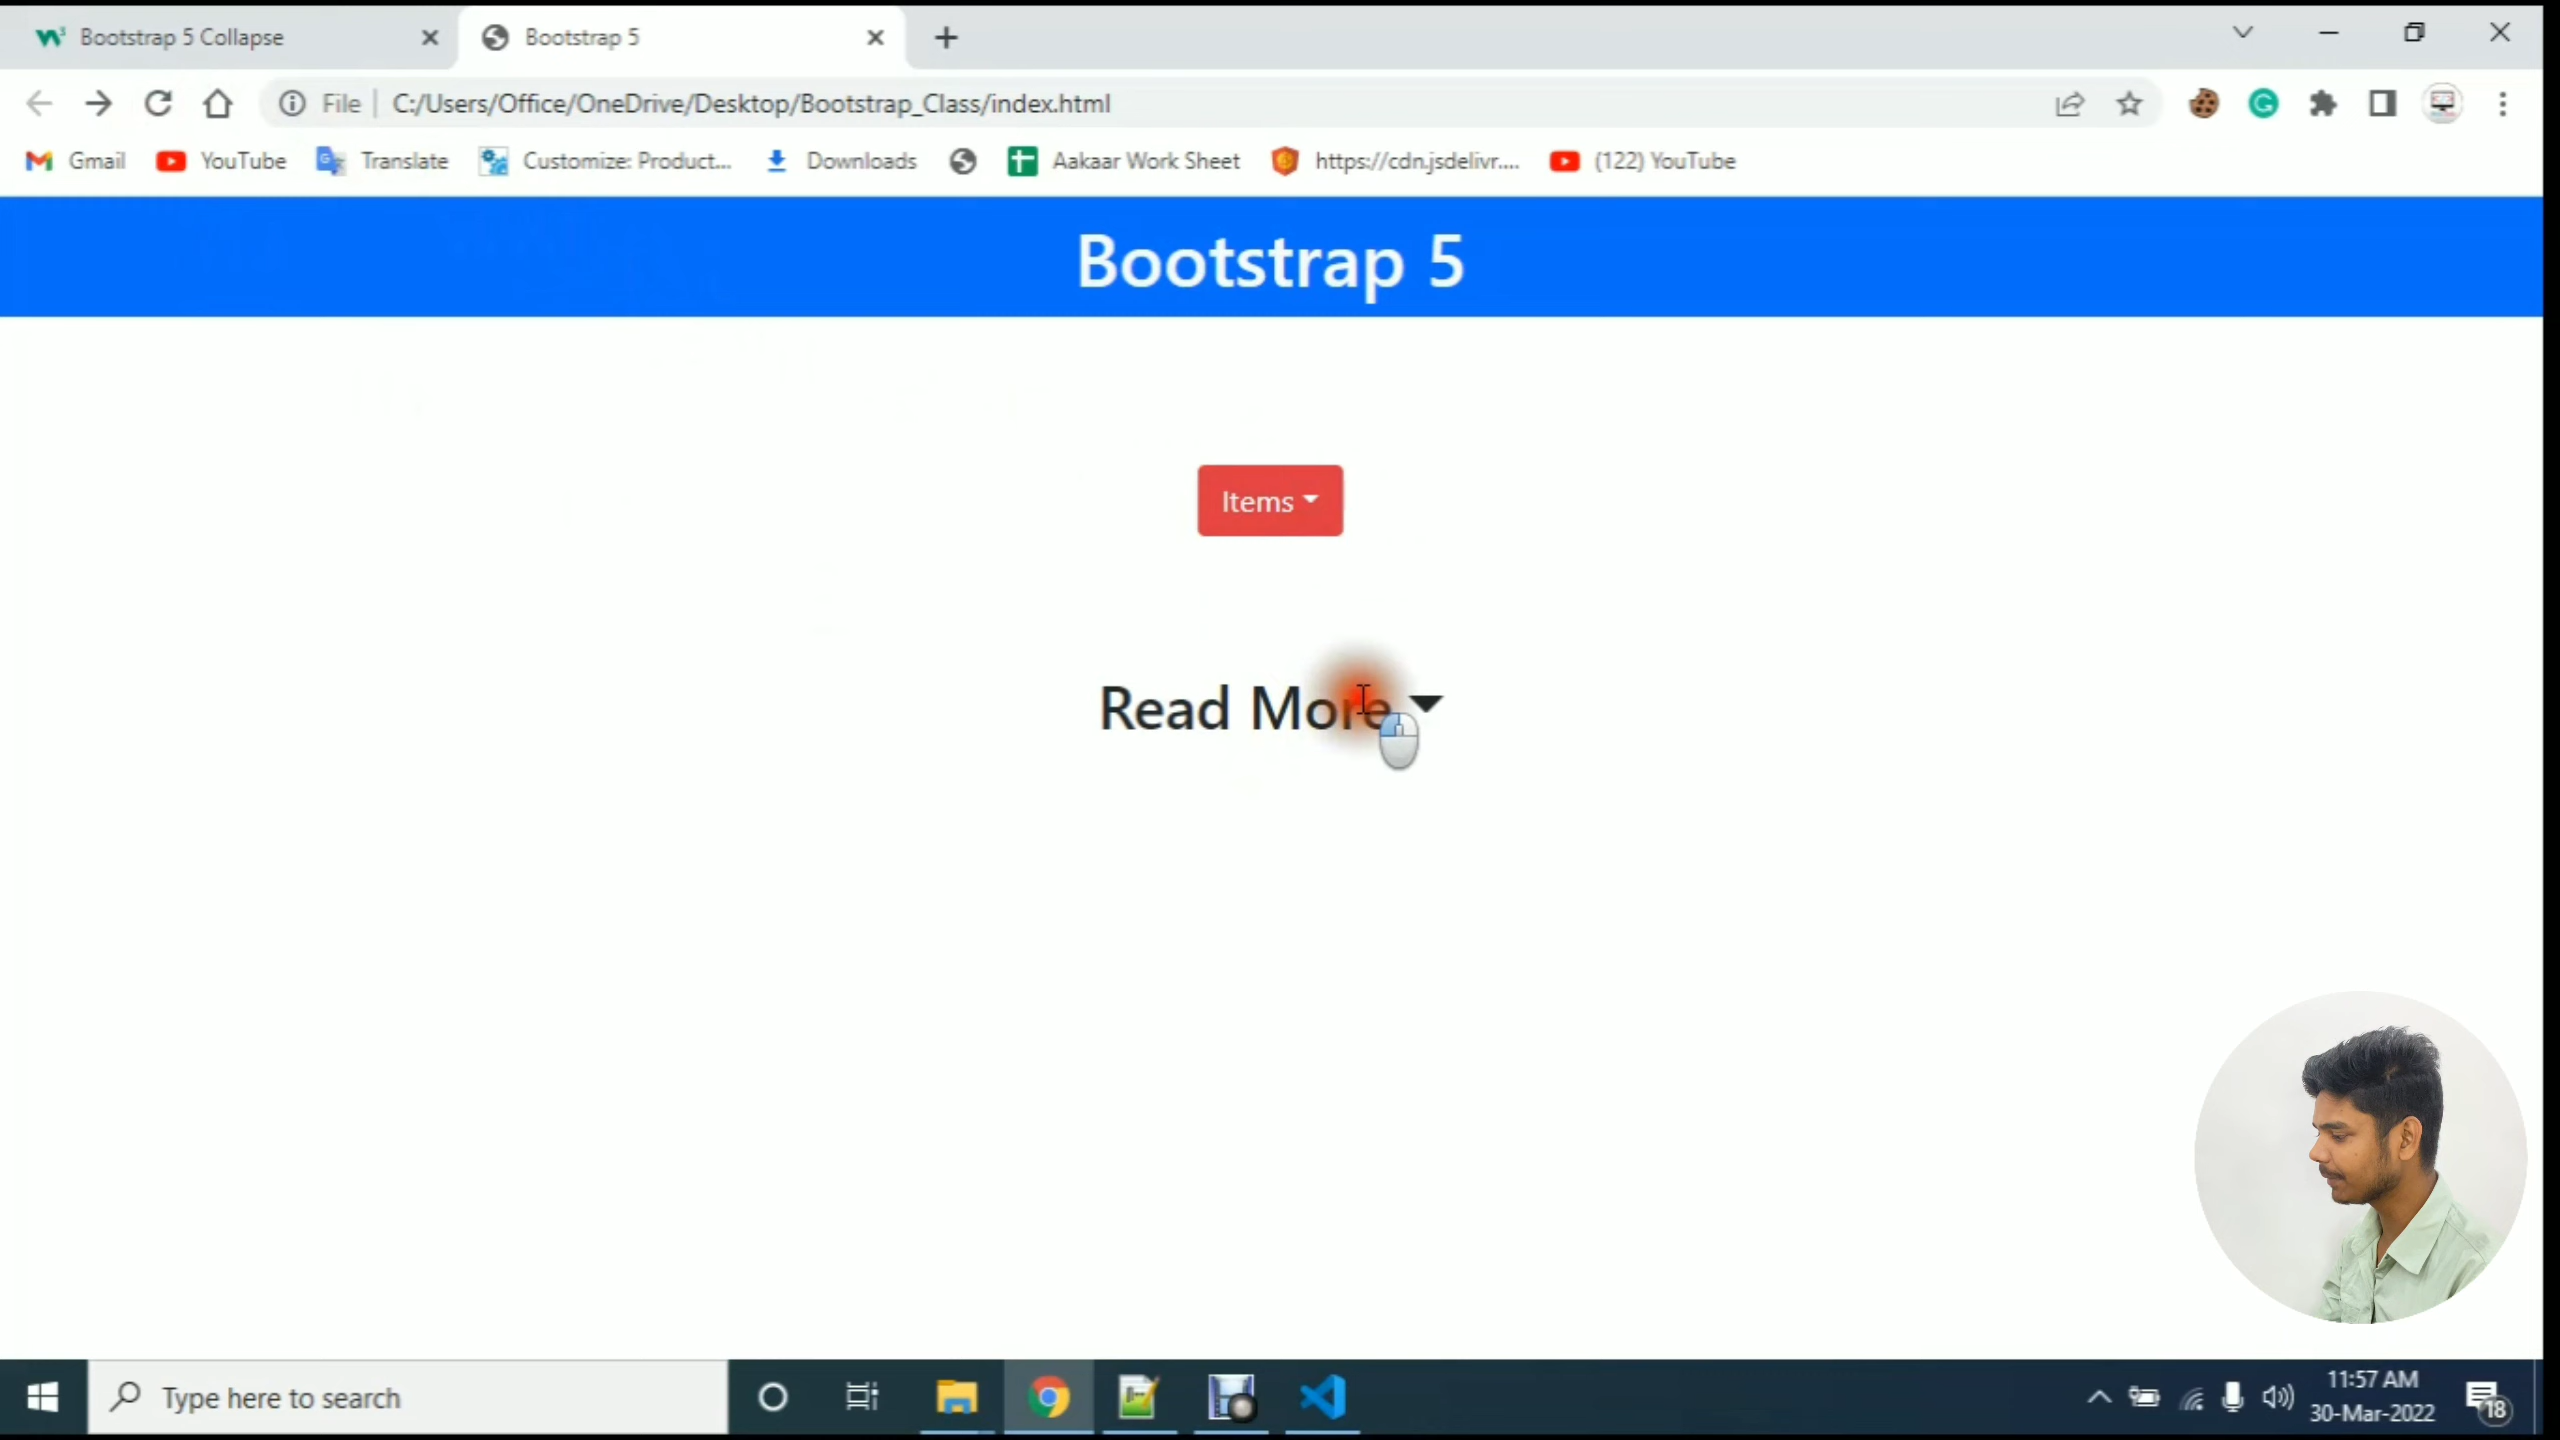 Bootstrap 5 Collapse
Bootstrap 5
File
C:/Users/Office/OneDrive/Desktop/Bootstrap_Class/index.html
Gmail
YouTube
Translate
Customize: Product...
Downloads
Aakaar Work Sheet
https://cdn.jsdelivr....
(122) YouTube
Bootstrap 5
Items
Read More
Type here to search
11:57 AM
30-Mar-2022
18